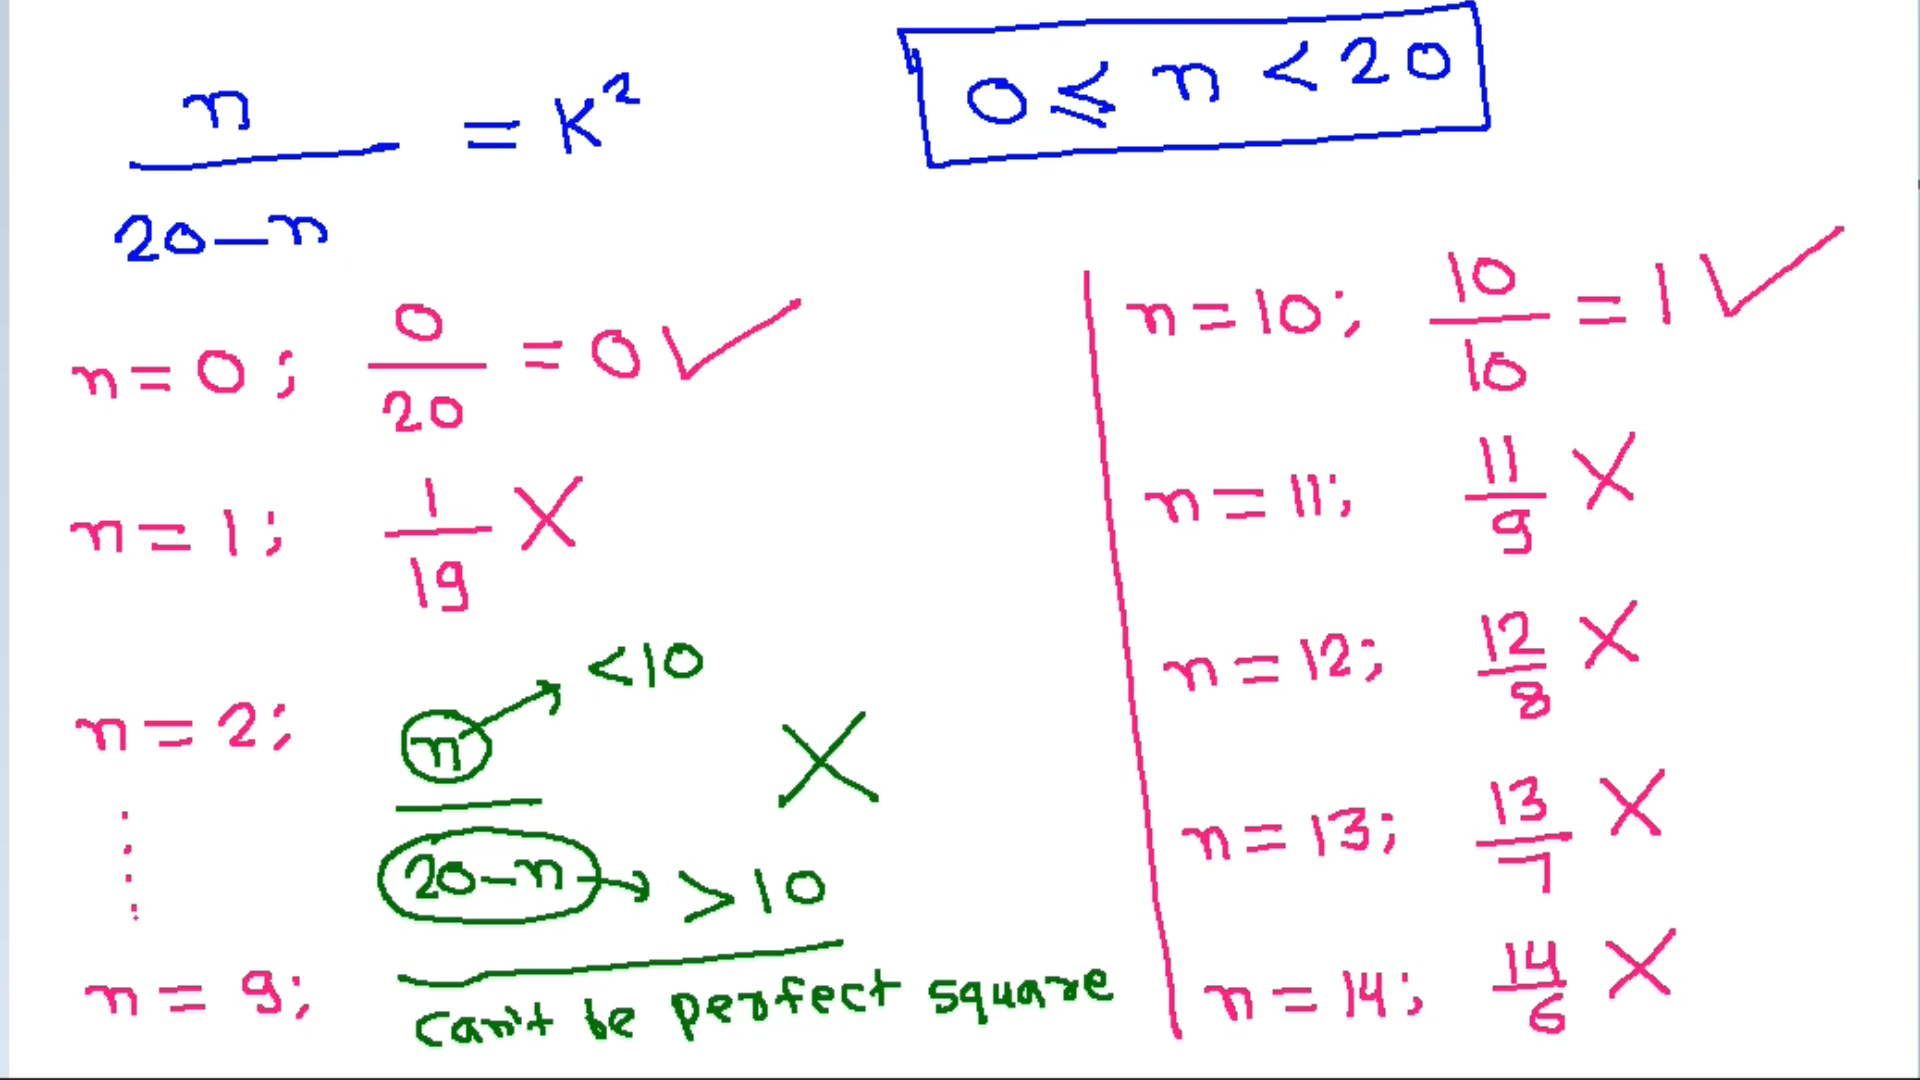 n/(20-n) = K²
0 ≤ n < 20
n = 0; 0/20 = 0 ✓
n = 1; 1/19 ✗
n = 2; n → <10
20-n → >10 ✗
⋮
n = 9; can't be perfect square
n = 10; 10/10 = 1 ✓
n = 11; 11/9 ✗
n = 12; 12/8 ✗
n = 13; 13/7 ✗
n = 14; 14/6 ✗